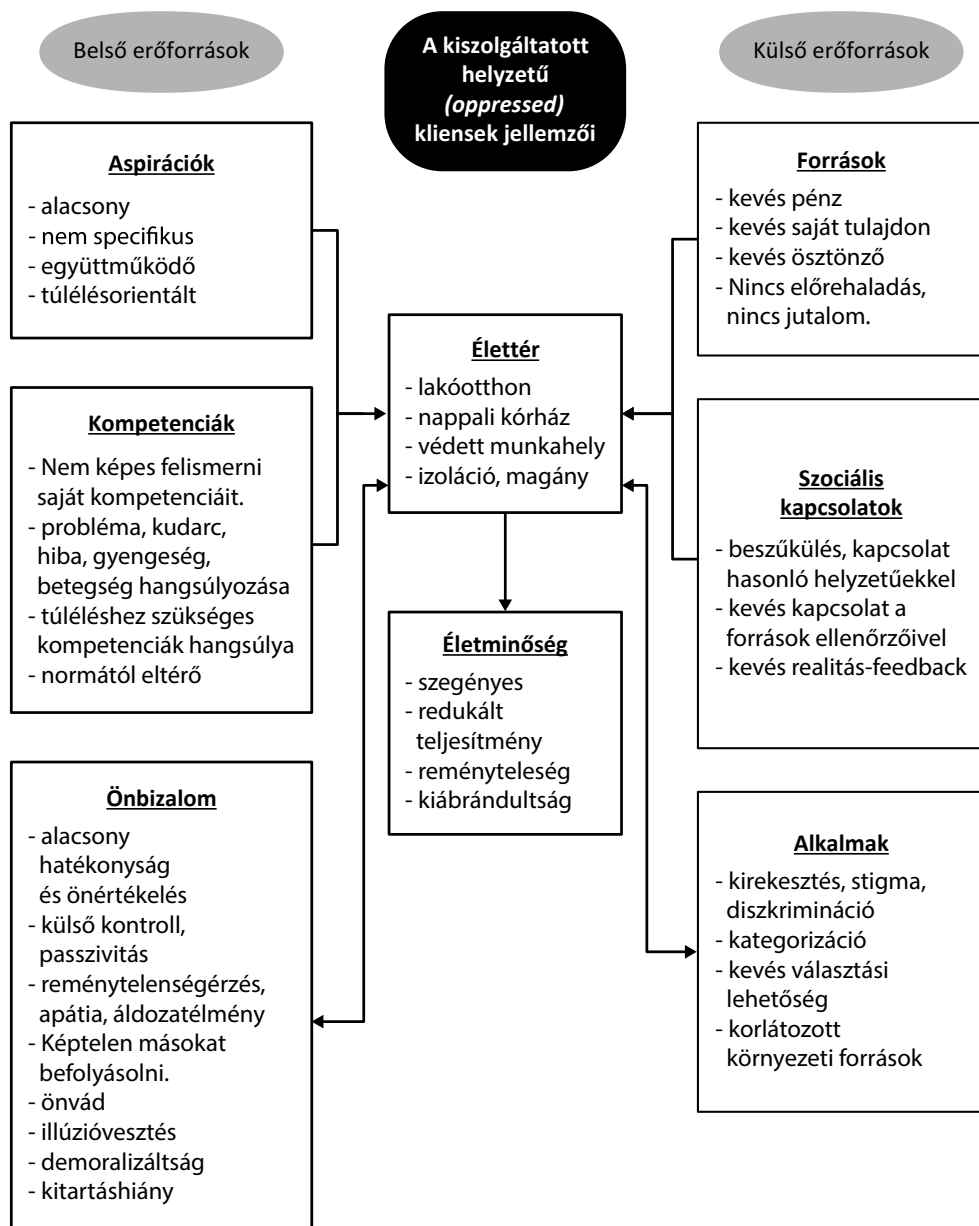 Belső erőforrások
A kiszolgáltatott
helyzetű
(oppressed)
kliensek jellemzői
Külső erőforrások
Aspirációk
- alacsony
- nem specifikus
- együttműködő
- túlélésorientált
Kompetenciák
- Nem képes felismerni
saját kompetenciáit.
- probléma, kudarc,
hiba, gyengeség,
betegség hangsúlyozása
- túléléshez szükséges
kompetenciák hangsúlya
- normától eltérő
Önbizalom
- alacsony
hatékonyság
és önértékelés
- külső kontroll,
passzivitás
- reménytelenségérzés,
apátia, áldozatélmény
- Képtelen másokat
befolyásolni.
- önvád
- illúzióvesztés
- demoralizáltság
- kitartáshiány
Élettér
- lakóotthon
- nappali kórház
- védett munkahely
- izoláció, magány
Életminőség
- szegényes
- redukált
teljesítmény
- reményteleség
- kiábrándultság
Források
- kevés pénz
- kevés saját tulajdon
- kevés ösztönző
- Nincs előrehaladás,
nincs jutalom.
Szociális
kapcsolatok
- beszűkülés, kapcsolat
hasonló helyzetűekkel
- kevés kapcsolat a
források ellenőrzőivel
- kevés realitás-feedback
Alkalmak
- kirekesztés, stigma,
diszkrimináció
- kategorizáció
- kevés választási
lehetőség
- korlátozott
környezeti források